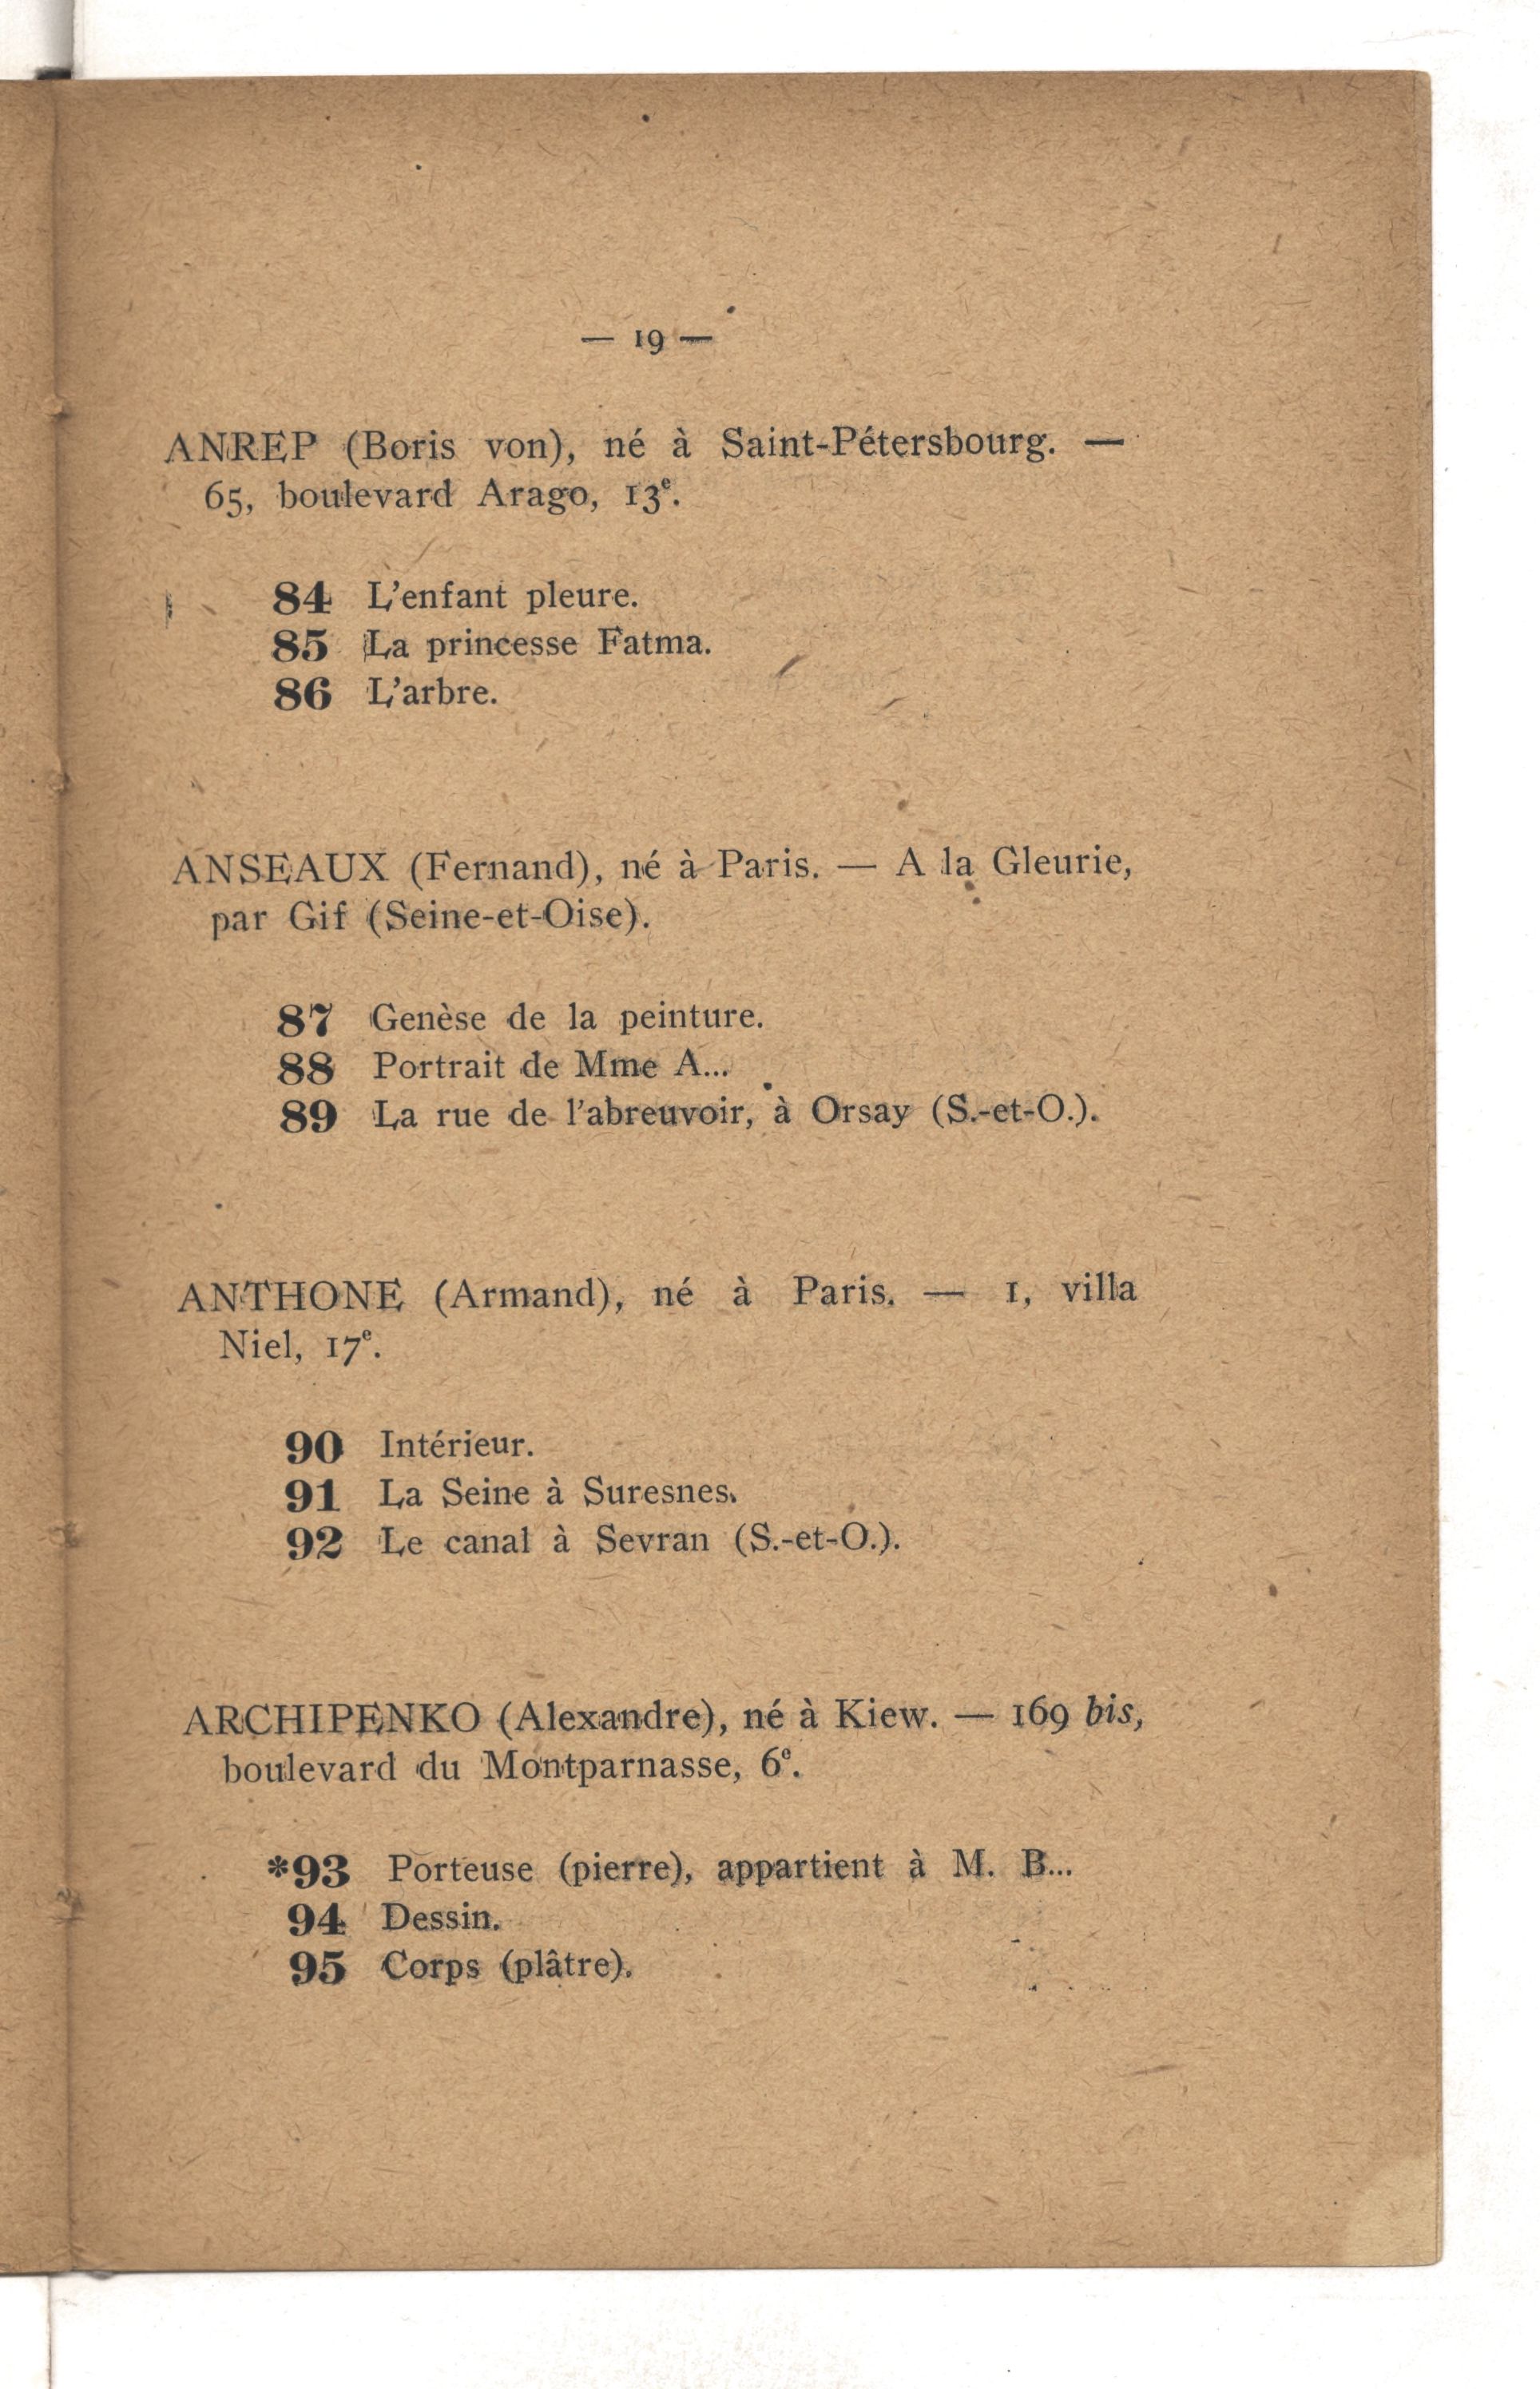 — 19 —
ANREP (Boris von), né à Saint-Pétersbourg. —
65, boulevard Arago, 13e.
84 L'enfant pleure.
85 La princesse Fatma.
86 L'arbre.
ANSEAUX (Fernand), né à Paris. — A la Gleurie,
par Gif (Seine-et-Oise).
87 Genèse de la peinture.
88 Portrait de Mme A...
89 La rue de l'abreuvoir, à Orsay (S.-et-O.).
ANTHONE (Armand), né à Paris. — 1, villa
Niel, 17e.
90 Intérieur.
91 La Seine à Suresnes.
92 Le canal à Sevran (S.-et-O.).
ARCHIPENKO (Alexandre), né à Kiew. — 169 bis,
boulevard du Montparnasse, 6e.
*93 Porteuse (pierre), appartient à M. B...
94 Dessin.
95 Corps (plâtre).